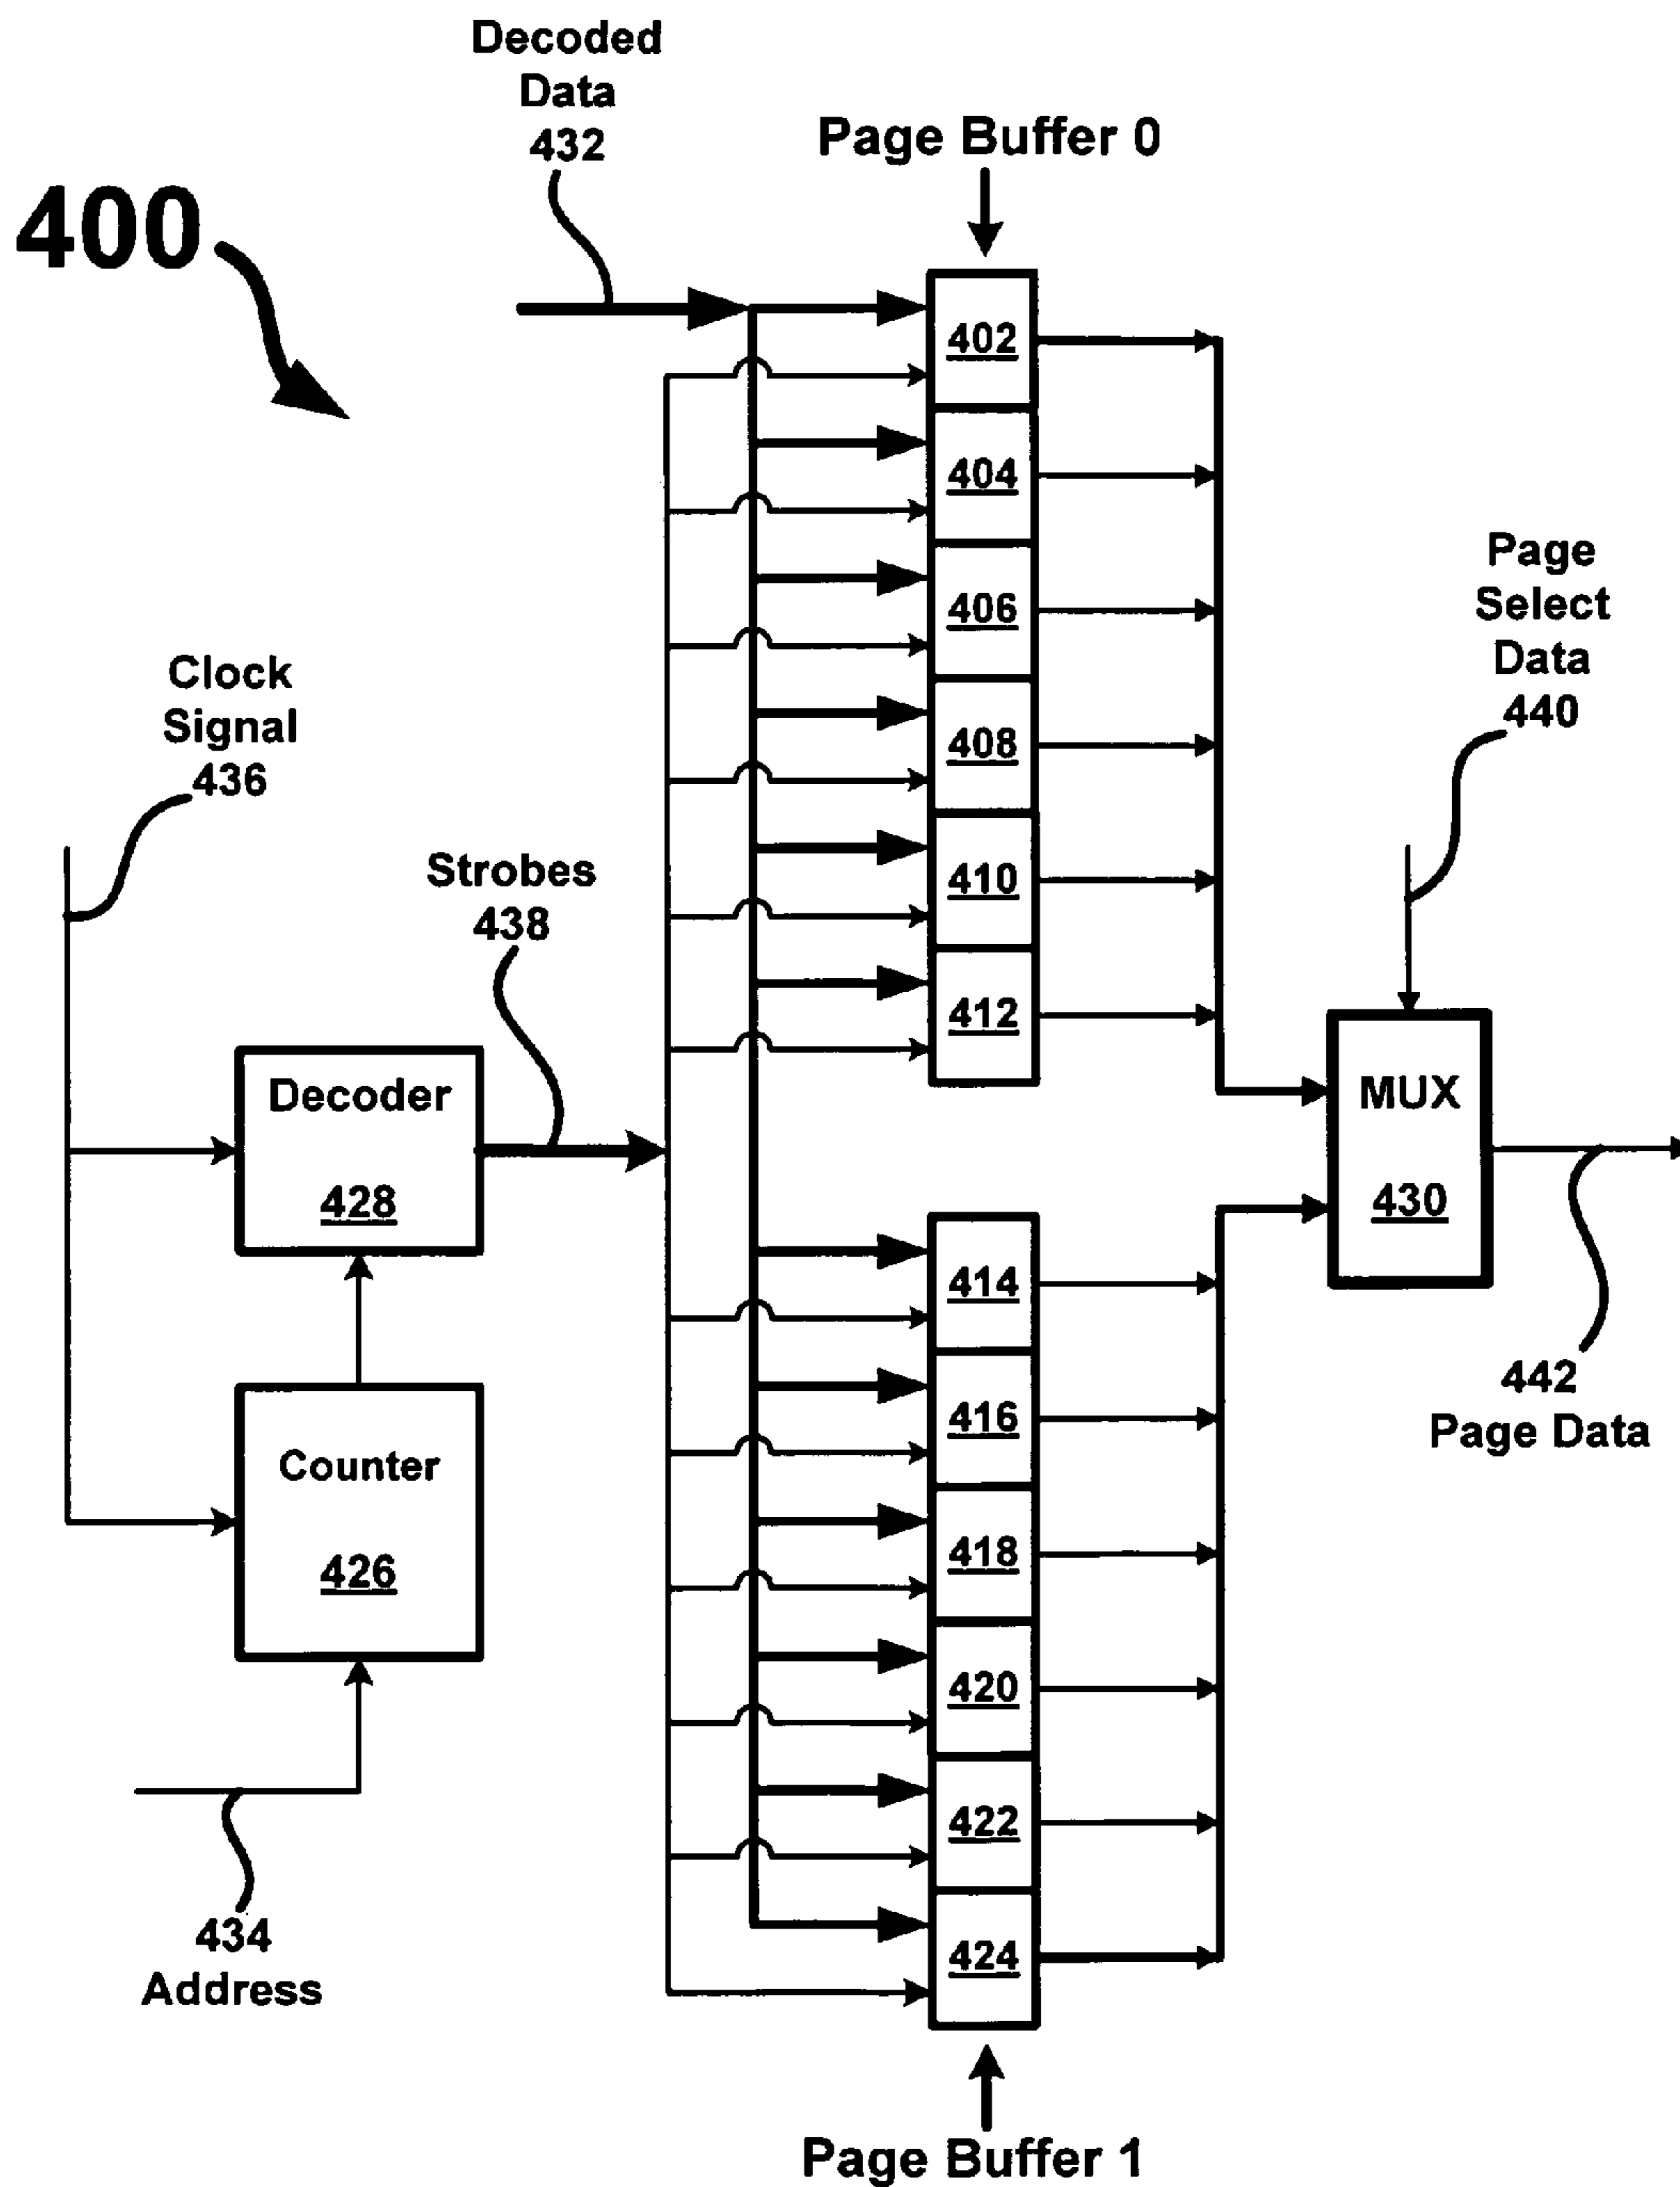 Decoded
Data
432
Page Buffer 0
400
402
404
406
408
410
412
Page
Select
Data
440
Clock
Signal
436
Strobes
438
Decoder
428
MUX
430
Counter
426
414
416
418
420
422
424
442
Page Data
434
Address
Page Buffer 1